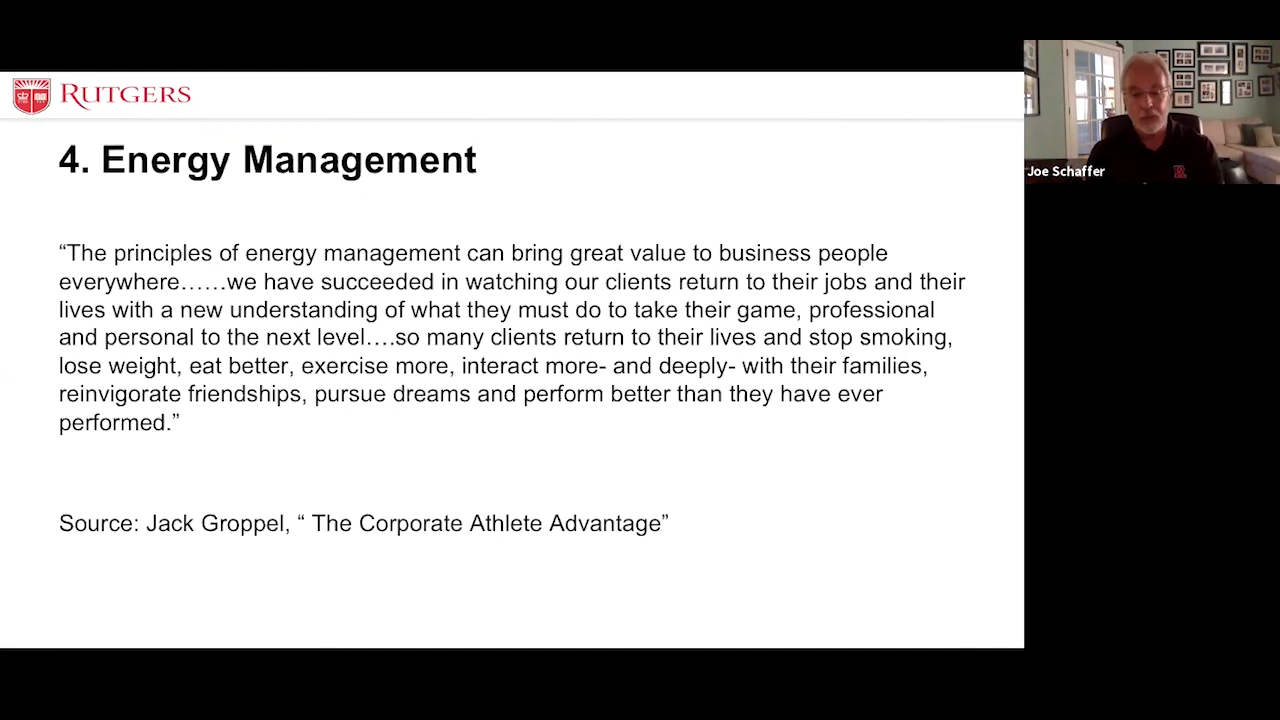 RUTGERS
4. Energy Management
“The principles of energy management can bring great value to business people
everywhere……we have succeeded in watching our clients return to their jobs and their
lives with a new understanding of what they must do to take their game, professional
and personal to the next level….so many clients return to their lives and stop smoking,
lose weight, eat better, exercise more, interact more- and deeply- with their families,
reinvigorate friendships, pursue dreams and perform better than they have ever
performed.”
Source: Jack Groppel, “ The Corporate Athlete Advantage”
Joe Schaffer
R